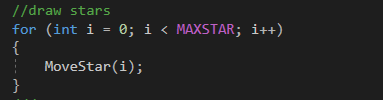 //draw stars
for (int i = 0; i < MAXSTAR; i++)
{
    MoveStar(i);
}